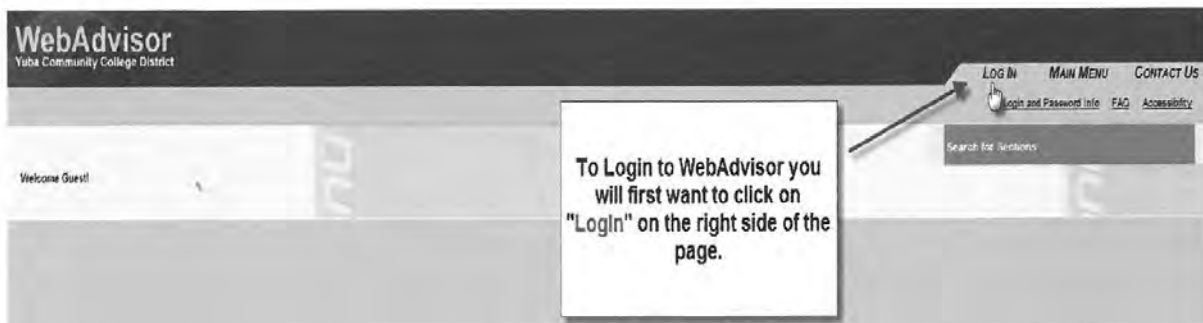 WebAdvisor
Yuba Community College District
LOG IN MAIN MENU CONTACT US
Login and Password Info FAQ Accessibility
Search for Sections
Welcome Guest!
To Login to WebAdvisor you
will first want to click on
"LogIn" on the right side of the
page.